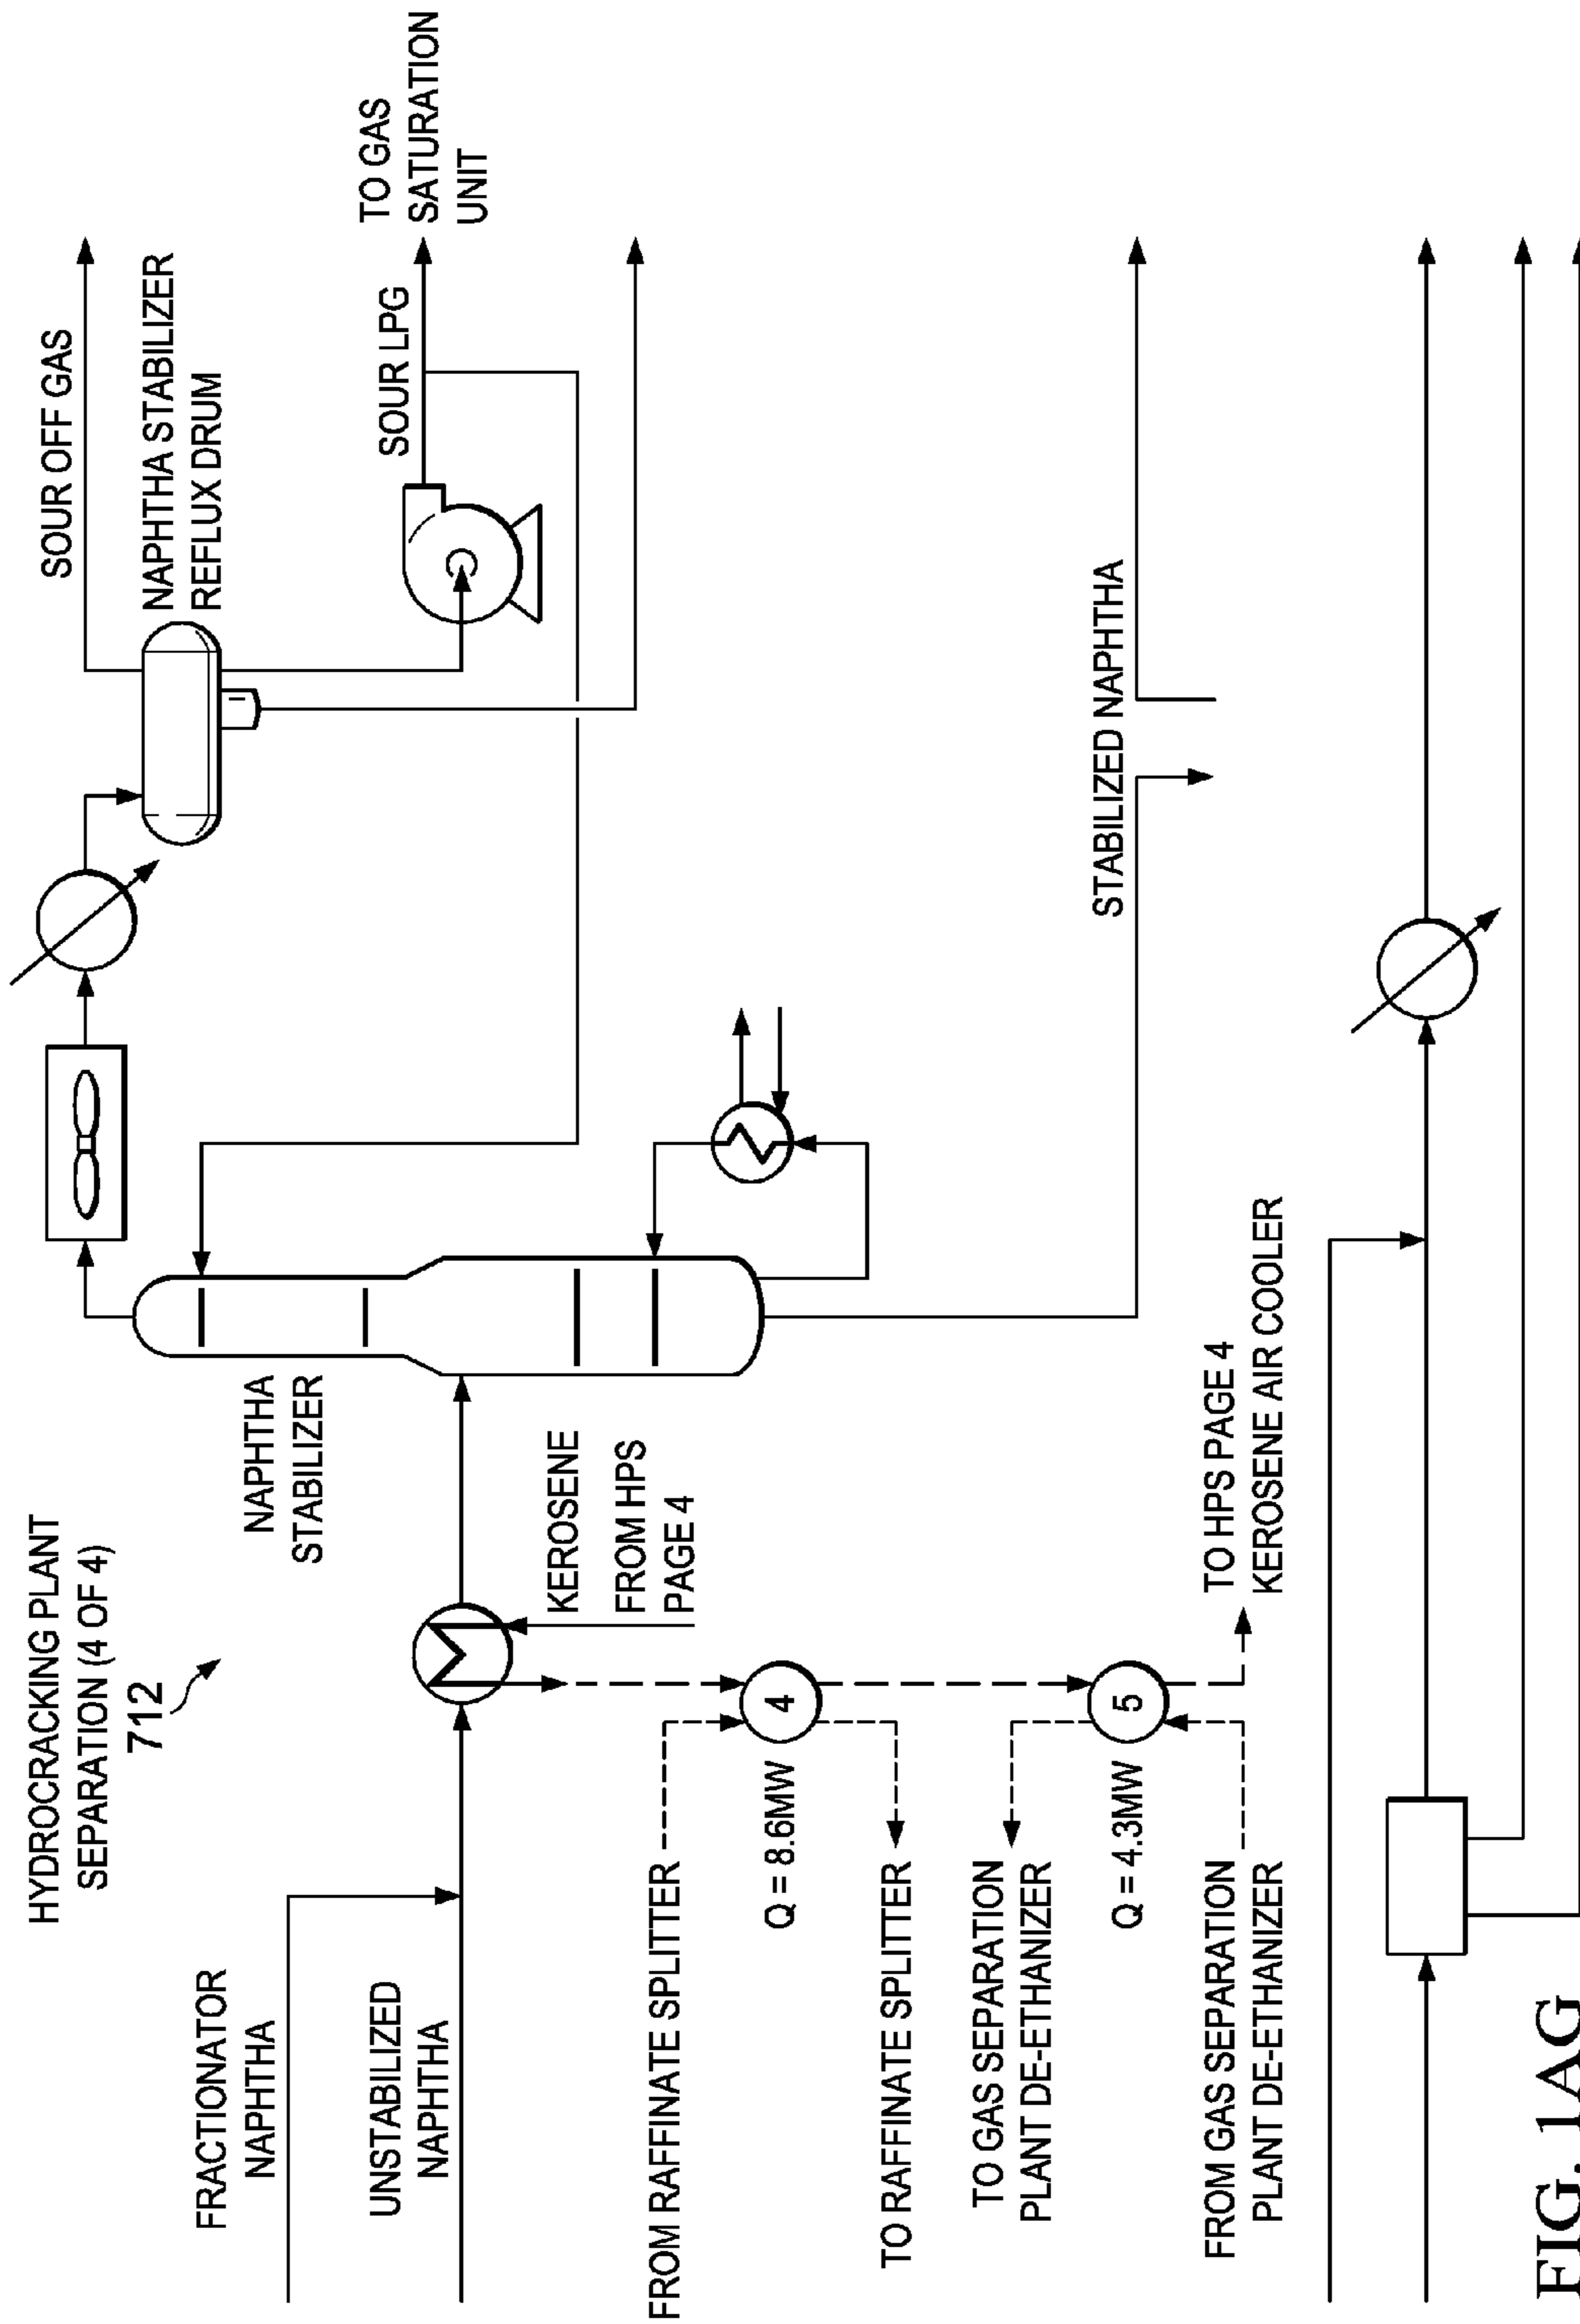 HYDROCRACKING PLANT
SEPARATION (4 OF 4)
712
SOUR OFF GAS
NAPHTHA STABILIZER
REFLUX DRUM
TO GAS
SATURATION
UNIT
SOUR LPG
NAPHTHA
STABILIZER
FRACTIONATOR
NAPHTHA
UNSTABILIZED
NAPHTHA
KEROSENE
FROM HPS
PAGE 4
FROM RAFFINATE SPLITTER
4
Q = 8.6MW
TO RAFFINATE SPLITTER
TO GAS SEPARATION
PLANT DE-ETHANIZER
5
Q = 4.3MW
FROM GAS SEPARATION
PLANT DE-ETHANIZER
TO HPS PAGE 4
KEROSENE AIR COOLER
STABILIZED NAPHTHA
FIG. 1AG